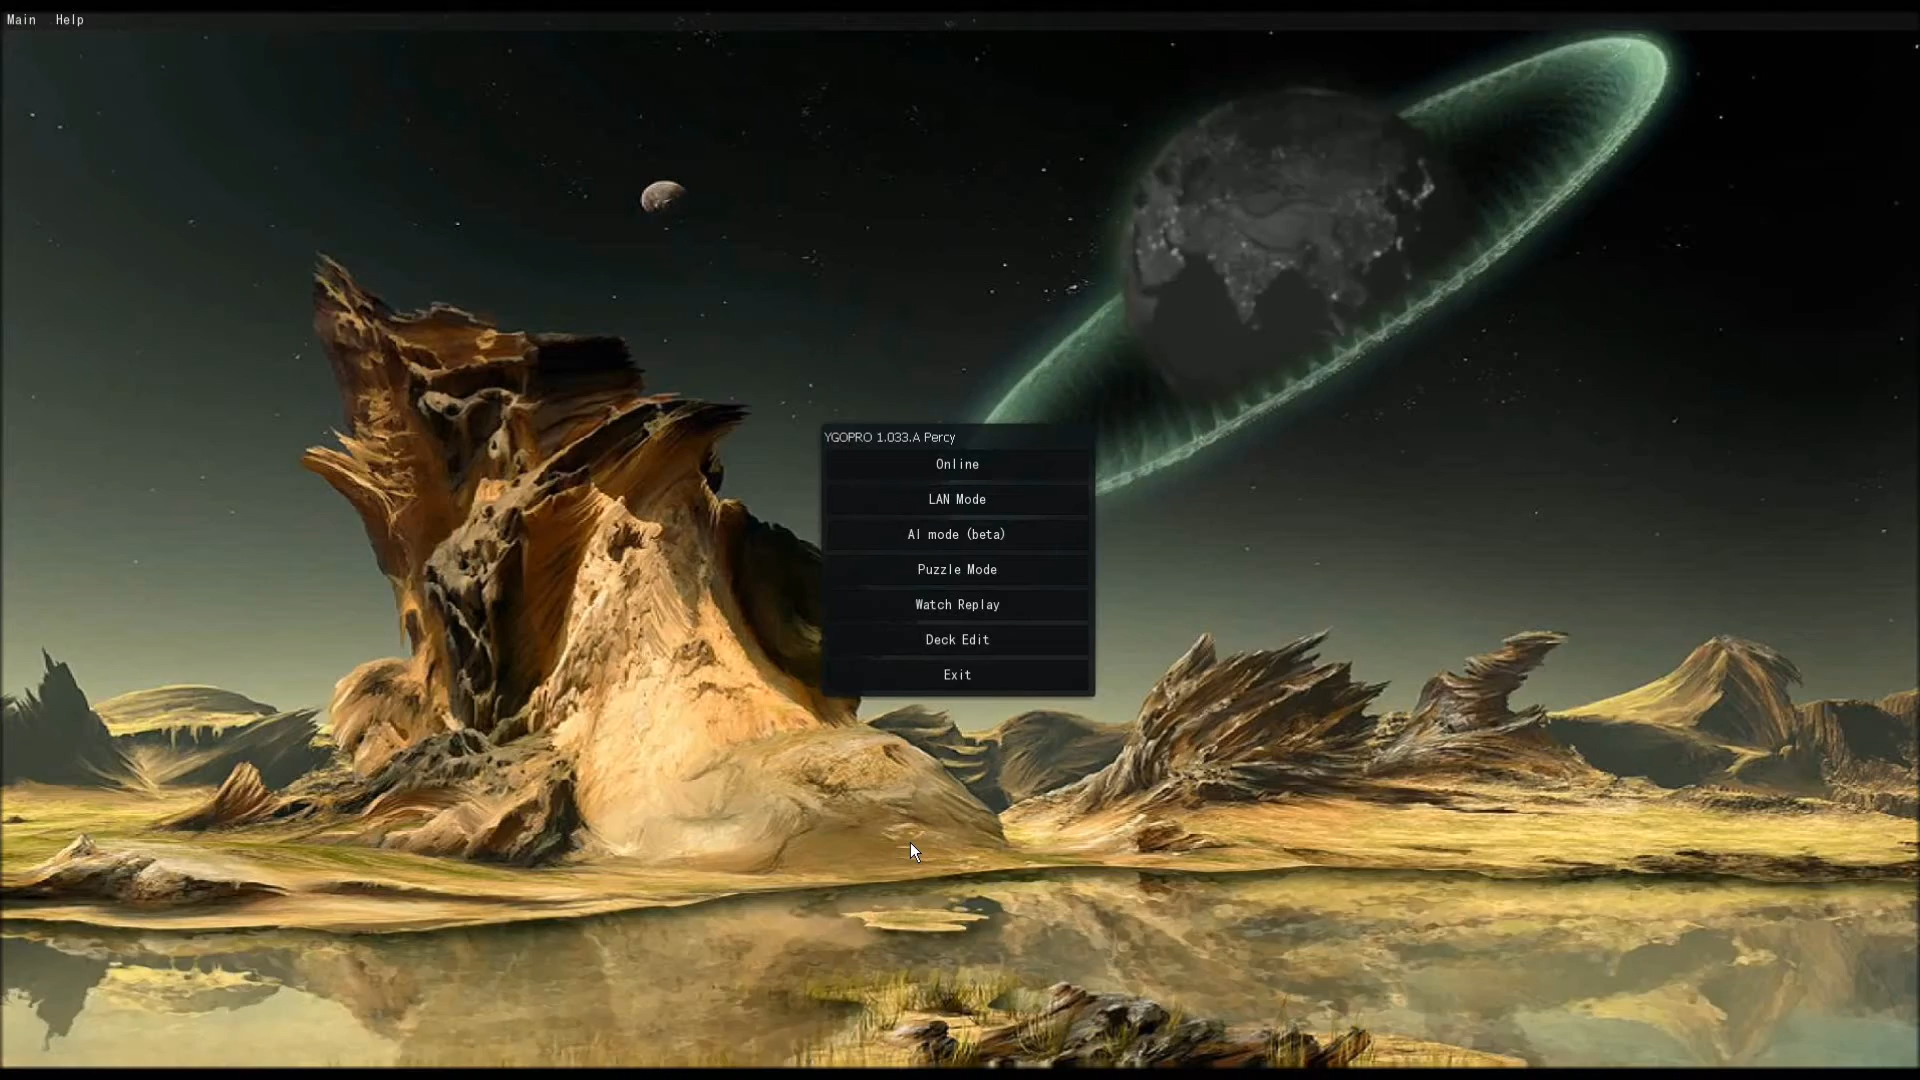 Main Help
YGOPRO 1.033.A Percy
Online
LAN Mode
AI mode (beta)
Puzzle Mode
Watch Replay
Deck Edit
Exit